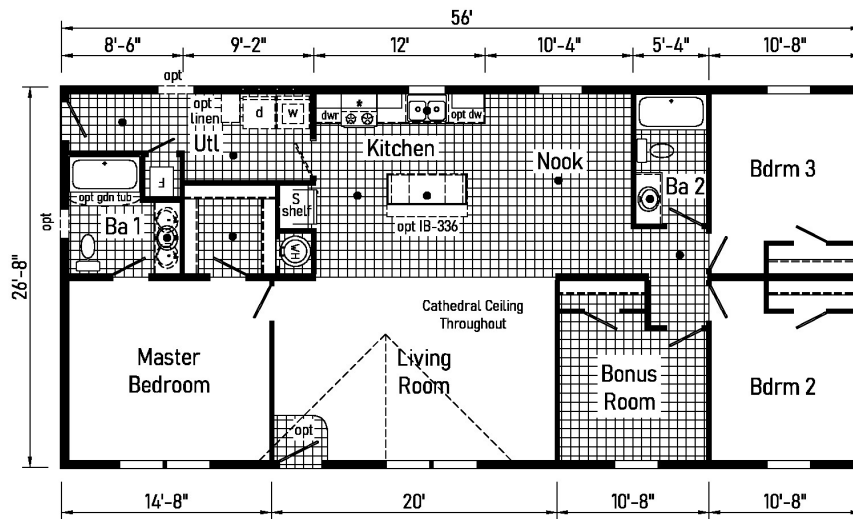 56'
8'-6"
9'-2"
12'
10'-4"
5'-4"
10'-8"
opt
opt
linen
d
w
Utl
dwr
*
opt dw
Kitchen
Nook
Ba 2
Bdrm 3
F
opt gdn tub
opt
Ba 1
S
shelf
WH
opt IB-336
26'-8"
Cathedral Ceiling
Throughout
Master
Bedroom
Living
Room
Bonus
Room
Bdrm 2
opt
14'-8"
20'
10'-8"
10'-8"